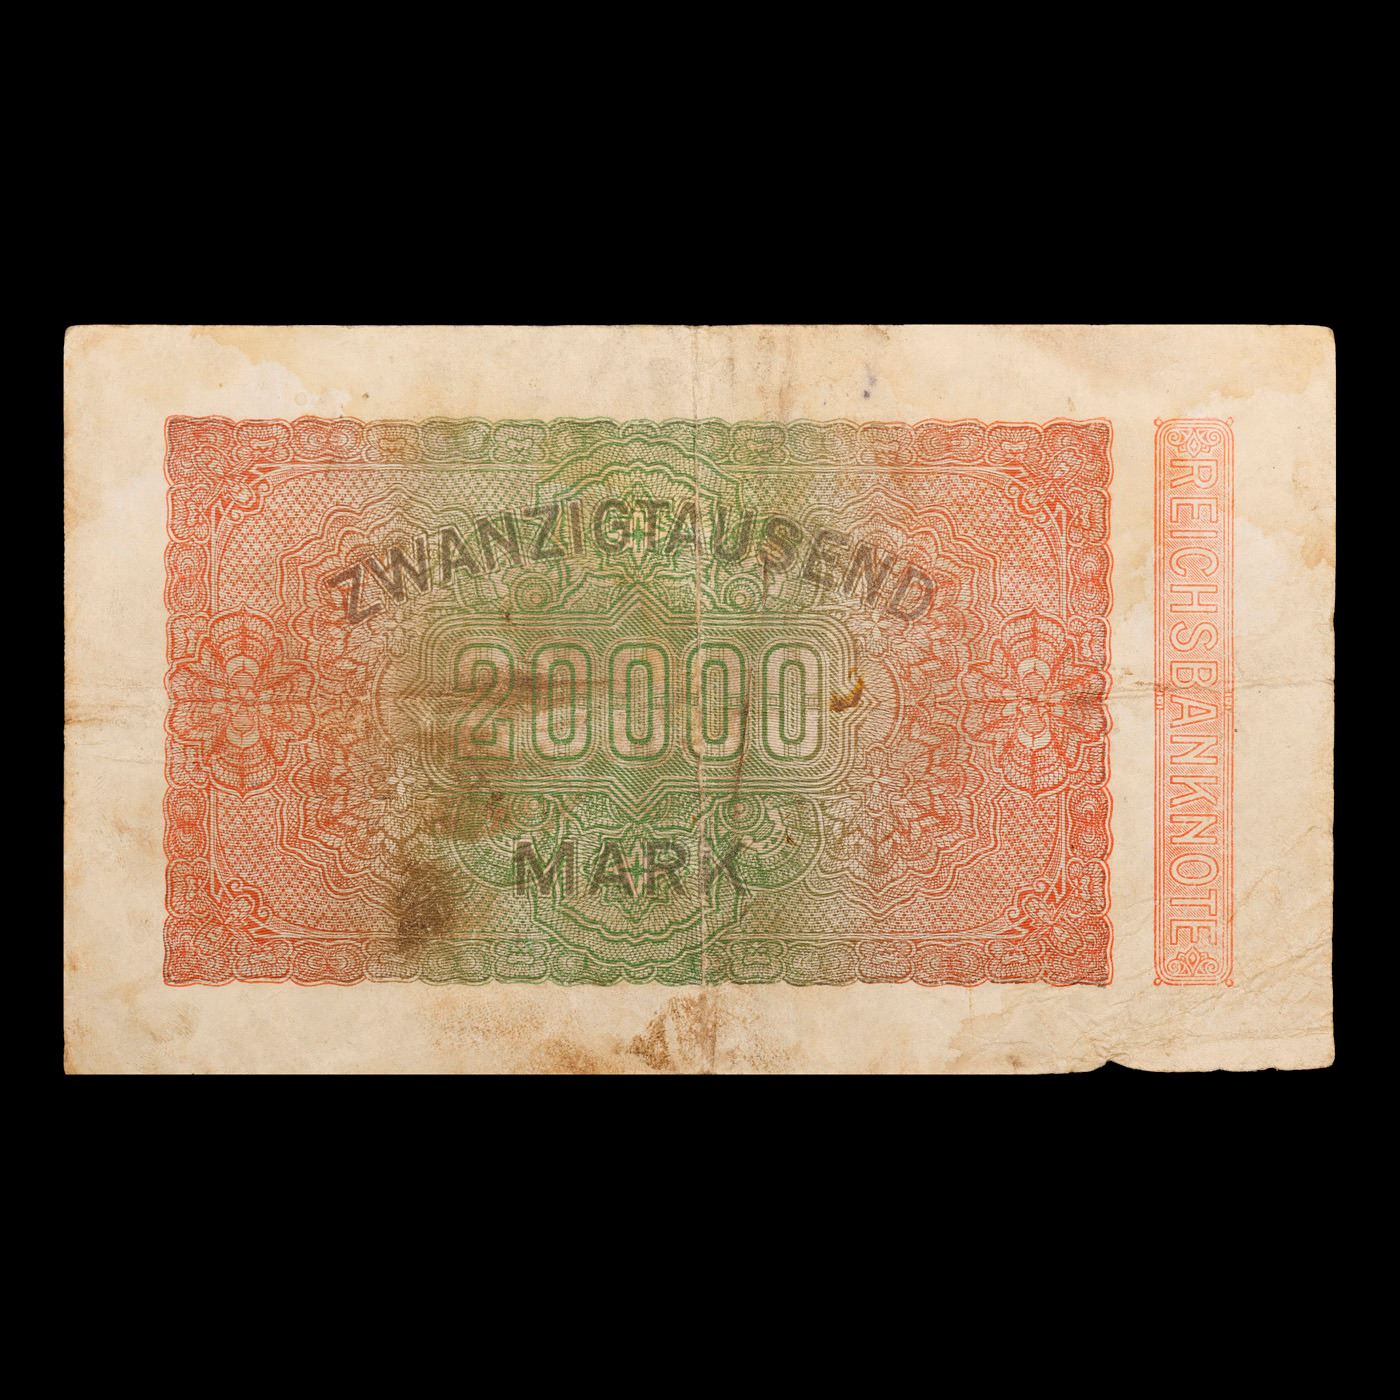 ZWANZIGTAUSEND
20000
MARK
REICHSBANKNOTE